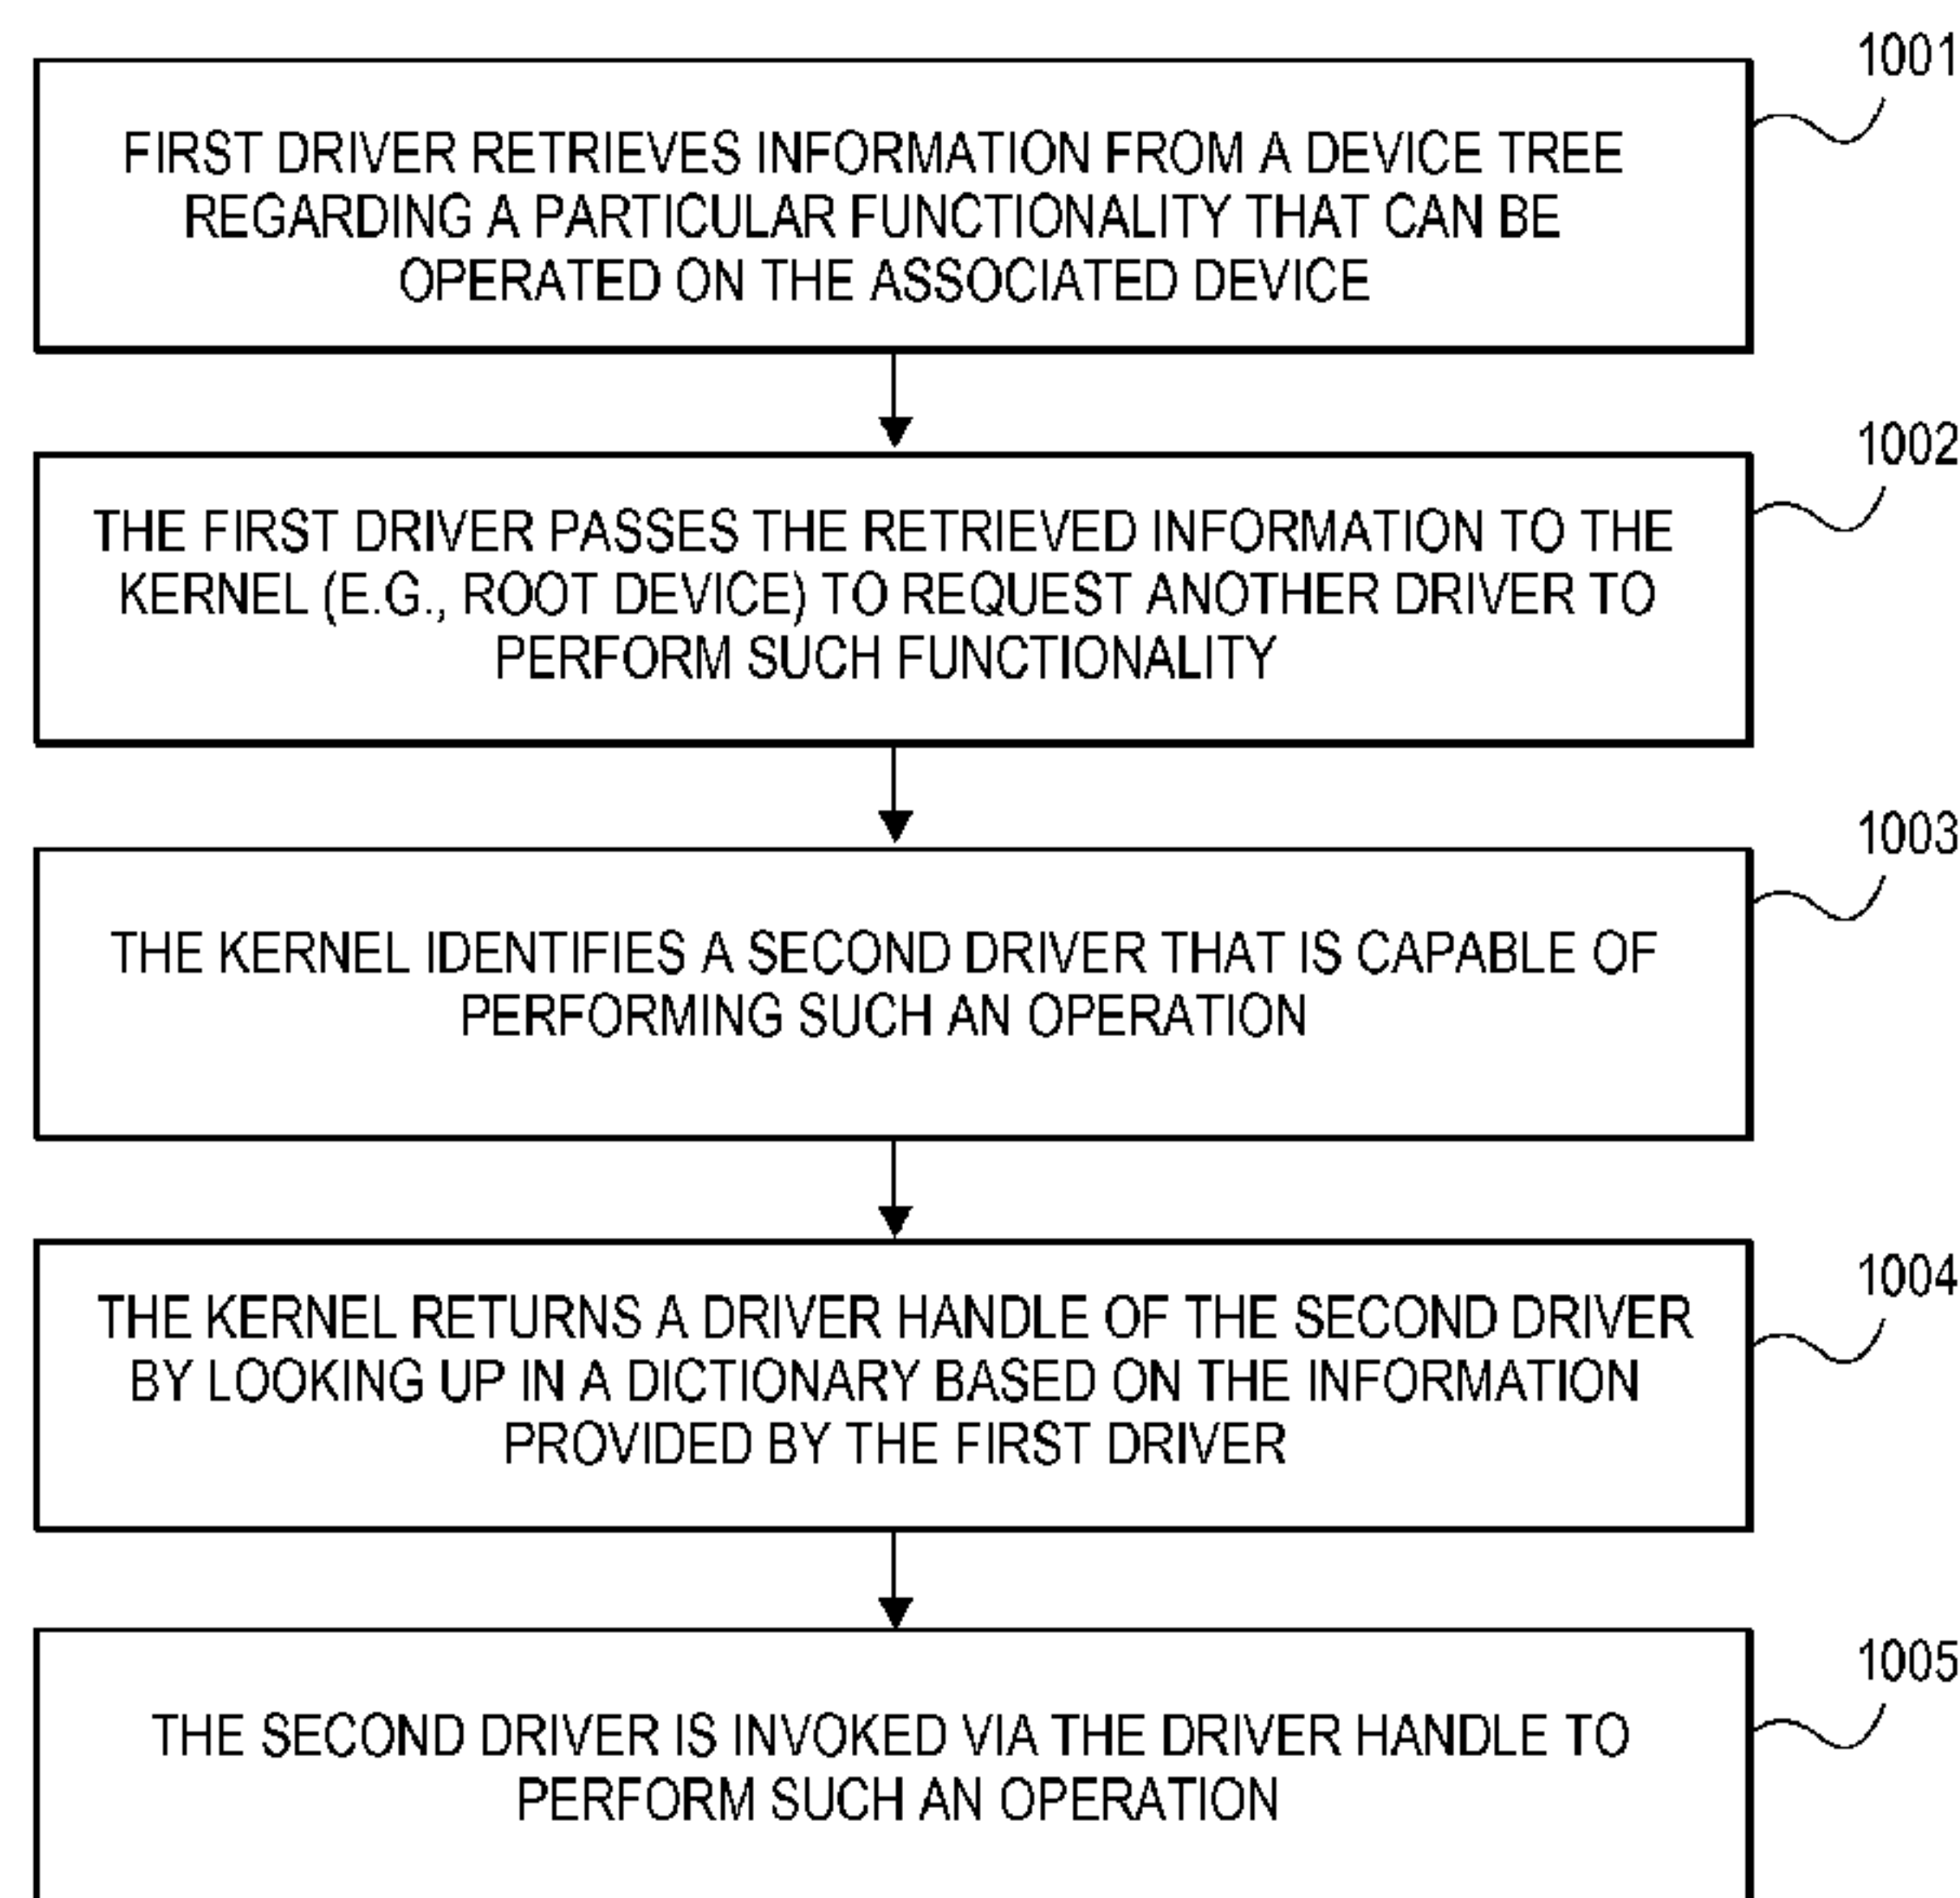 1001
FIRST DRIVER RETRIEVES INFORMATION FROM A DEVICE TREE
REGARDING A PARTICULAR FUNCTIONALITY THAT CAN BE
OPERATED ON THE ASSOCIATED DEVICE
1002
THE FIRST DRIVER PASSES THE RETRIEVED INFORMATION TO THE
KERNEL (E.G., ROOT DEVICE) TO REQUEST ANOTHER DRIVER TO
PERFORM SUCH FUNCTIONALITY
1003
THE KERNEL IDENTIFIES A SECOND DRIVER THAT IS CAPABLE OF
PERFORMING SUCH AN OPERATION
1004
THE KERNEL RETURNS A DRIVER HANDLE OF THE SECOND DRIVER
BY LOOKING UP IN A DICTIONARY BASED ON THE INFORMATION
PROVIDED BY THE FIRST DRIVER
1005
THE SECOND DRIVER IS INVOKED VIA THE DRIVER HANDLE TO
PERFORM SUCH AN OPERATION